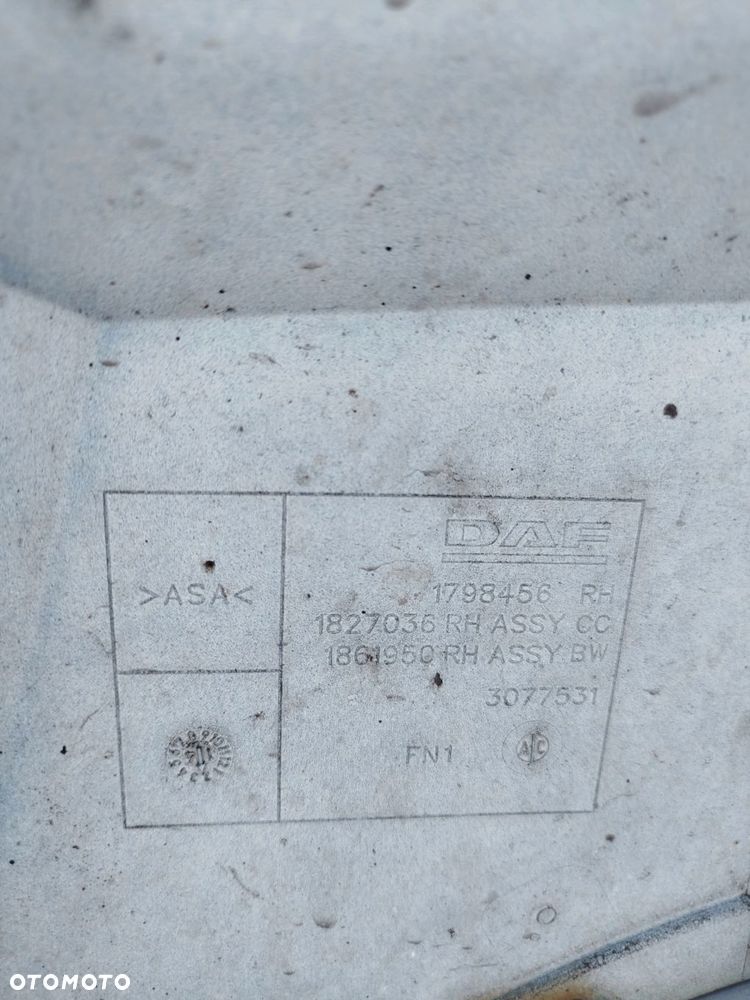 DAF
>ASA<
1798456 RH
1827036 RH ASSY CC
1861950 RH ASSY BW
3077531
FN1
OTOMOTO